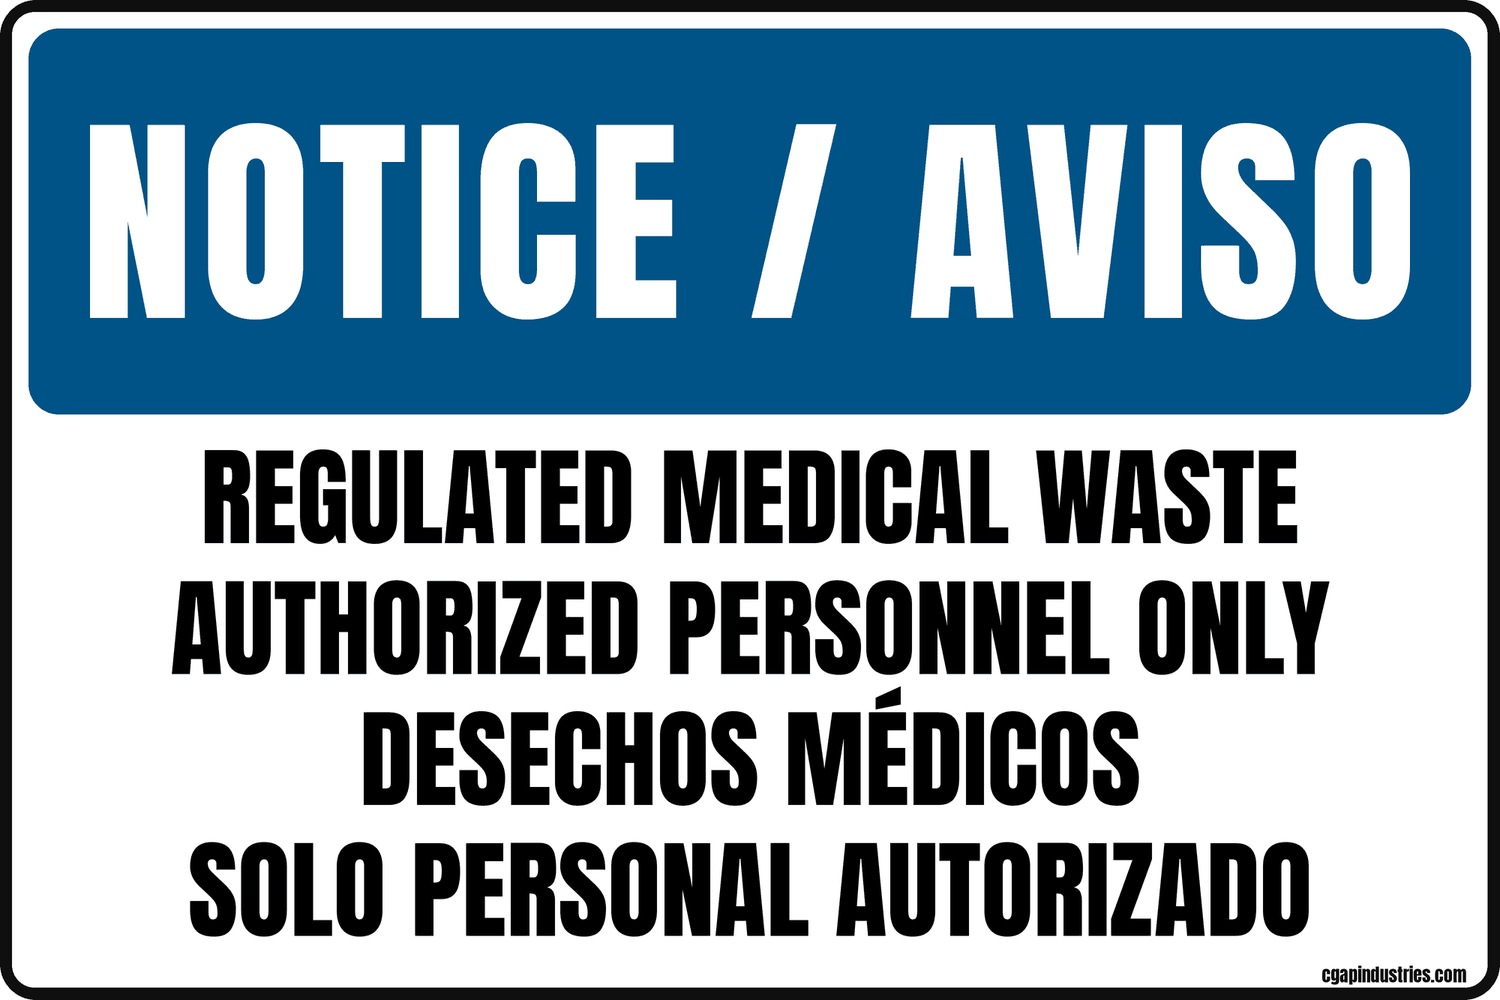 NOTICE / AVISO
REGULATED MEDICAL WASTE
AUTHORIZED PERSONNEL ONLY
DESECHOS MÉDICOS
SOLO PERSONAL AUTORIZADO
cgapindustries.com